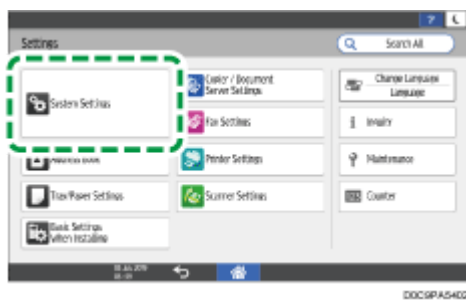 ?
Settings
Search All
System Settings
Copier / Document
Server Settings
Change Language
Language
Fax Settings
Inquiry
Address Book
Printer Settings
Maintenance
Tray/Paper Settings
Scanner Settings
Counter
Basic Settings
When Installing
D0C9PA5402